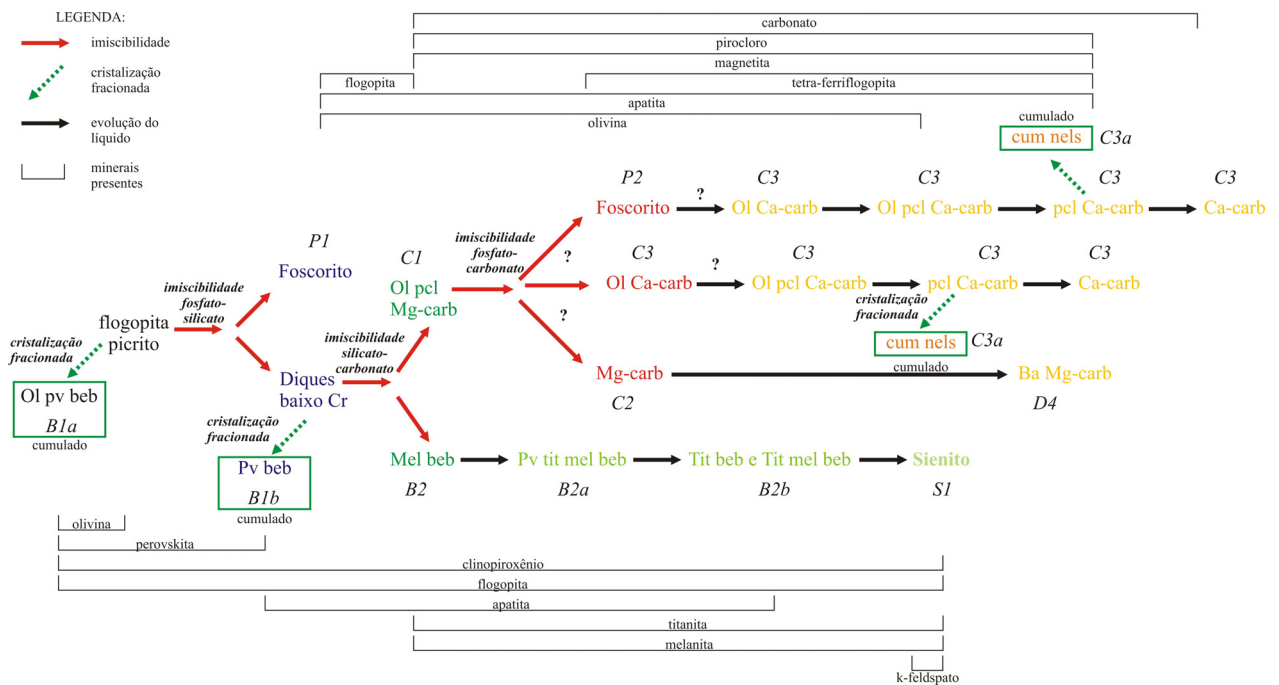 LEGENDA:
imiscibilidade
cristalização
fracionada
evolução do
líquido
minerais
presentes
carbonato
pirocloro
magnetita
flogopita
tetra-ferriflogopita
apatita
olivina
cumulado
cum nels
C3a
P2
C3
C3
C3
C3
Foscorito
?
Ol Ca-carb
Ol pcl Ca-carb
pcl Ca-carb
Ca-carb
P1
Foscorito
C1
Ol pcl
Mg-carb
imiscibilidade
fosfato-
carbonato
?
?
C3
C3
C3
Ol Ca-carb
?
Ol pcl Ca-carb
pcl Ca-carb
Ca-carb
cristalização
fracionada
cum nels
C3a
cumulado
flogopita
picrito
imiscibilidade
fosfato-
silicato
cristalização
fracionada
Ol pv beb
B1a
cumulado
Diques
baixo Cr
imiscibilidade
silicato-
carbonato
cristalização
fracionada
Pv beb
B1b
cumulado
Mg-carb
C2
Ba Mg-carb
D4
Mel beb
B2
Pv tit mel beb
B2a
Tit beb e Tit mel beb
B2b
Sienito
S1
olivina
perovskita
clinopiroxênio
flogopita
apatita
titanita
melanita
k-feldspato